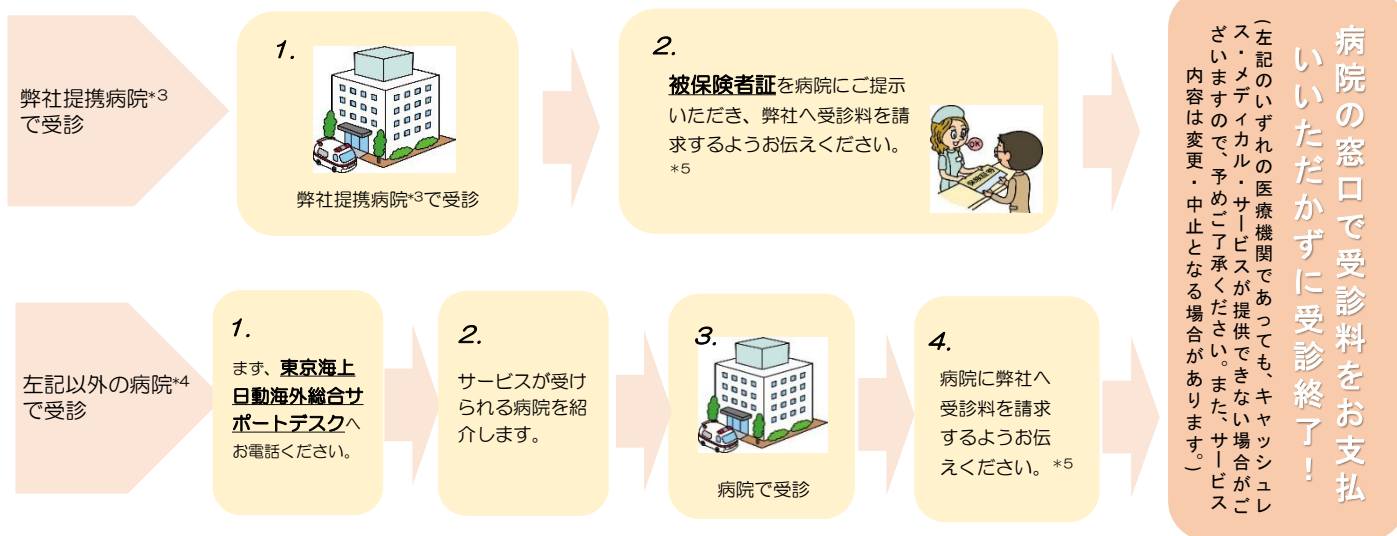 弊社提携病院*3
で受診
1.
弊社提携病院*3で受診
2.
被保険者証を病院にご提示
いただき、弊社へ受診料を請
求するようお伝えください。
*5
OK
左記以外の病院*4
で受診
1.
まず、東京海上
日動海外総合サ
ポートデスクへ
お電話ください。
2.
サービスが受け
られる病院を紹
介します。
3.
病院で受診
4.
病院に弊社へ
受診料を請求
するようお伝
えください。*5
病院の窓口で受診料をお支払
いいただかずに受診終了！
(左記のいずれの医療機関であっても、キャッシュレ
ス・メディカル・サービスが提供できない場合がご
ざいますので、予めご了承ください。また、サービス
内容は変更・中止となる場合があります。)